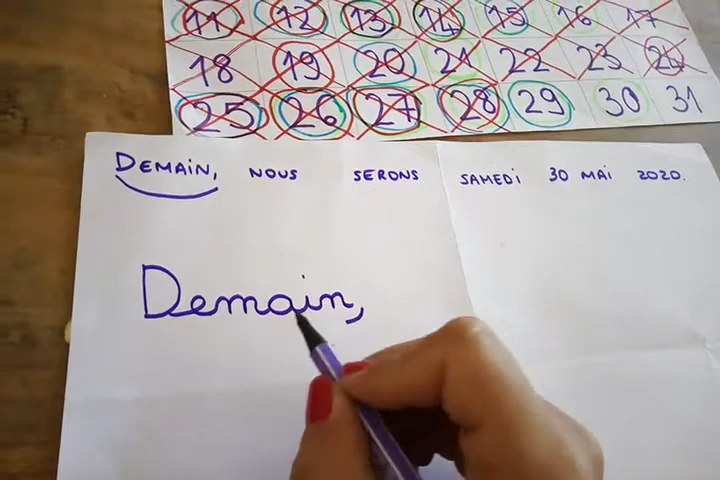 11 12 13 14 15 16 17
18 19 20 21 22 23 24
25 26 27 28 29 30 31
DEMAIN, NOUS SERONS SAMEDI 30 MAI 2020.
Demain,